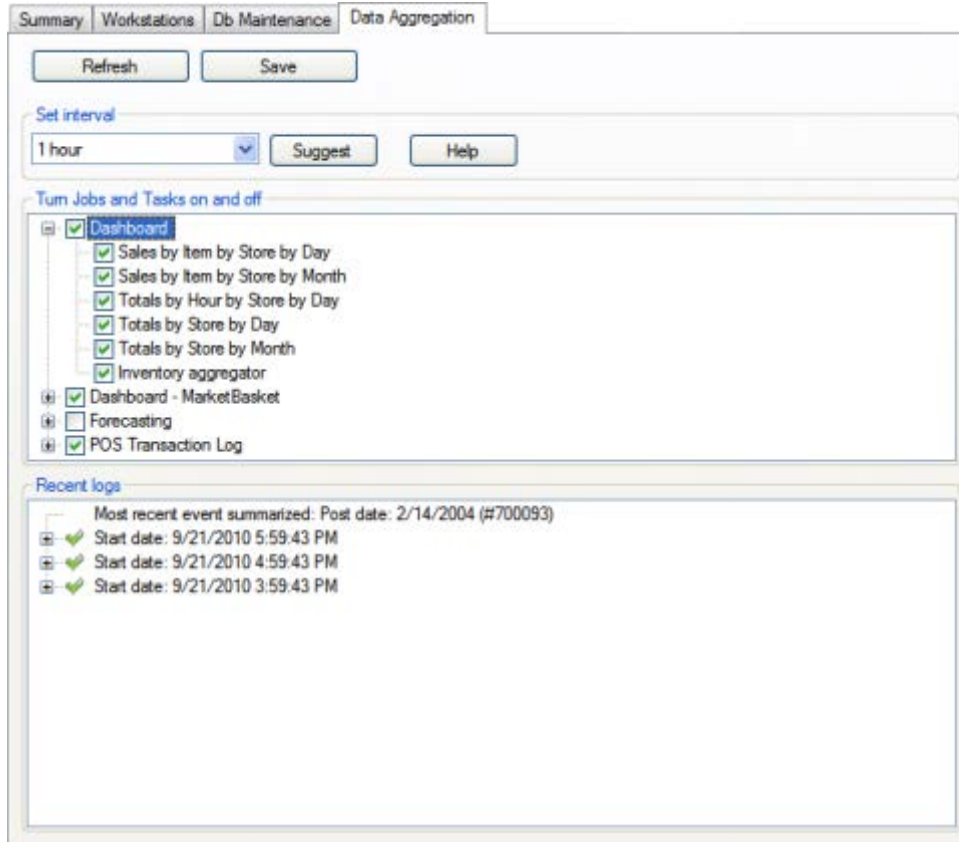 Summary Workstations Db Maintenance Data Aggregation
Refresh Save
Set interval
1 hour Suggest Help
Turn Jobs and Tasks on and off
Dashboard
Sales by Item by Store by Day
Sales by Item by Store by Month
Totals by Hour by Store by Day
Totals by Store by Day
Totals by Store by Month
Inventory aggregator
Dashboard - MarketBasket
Forecasting
POS Transaction Log
Recent logs
Most recent event summarized: Post date: 2/14/2004 (#700093)
Start date: 9/21/2010 5:59:43 PM
Start date: 9/21/2010 4:59:43 PM
Start date: 9/21/2010 3:59:43 PM